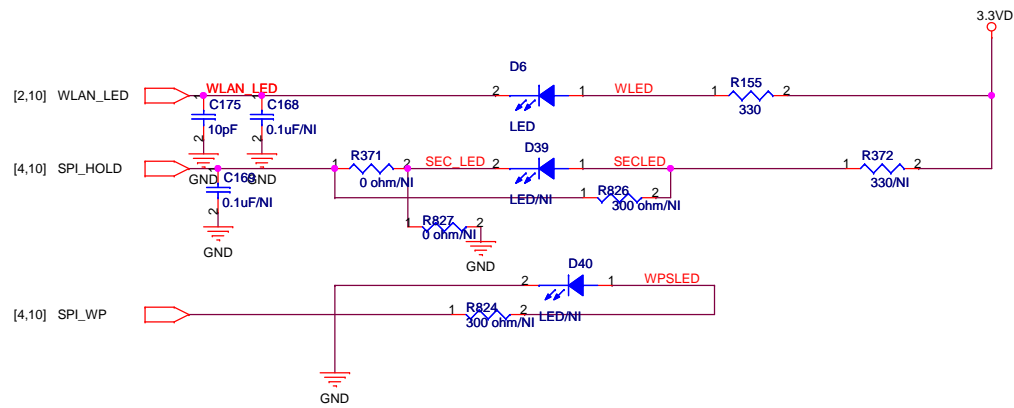 3.3VD
D6
[2,10] WLAN_LED
1 WLAN_LED 2 1 WLED 1 R155 2
C175 C168
330
10pF 0.1uF/NI
LED
2 2
D39
[4,10] SPI_HOLD
GND GND
1 R371 2 SEC_LED 2 1 SECLED 1 R372 2
1 C169
0 ohm/NI
330/NI
0.1uF/NI
LED/NI
1 R826 2
300 ohm/NI
2
1 R827 2
0 ohm/NI
GND
GND
D40
2 1 WPSLED
[4,10] SPI_WP
1 R824 2
300 ohm/NI LED/NI
GND